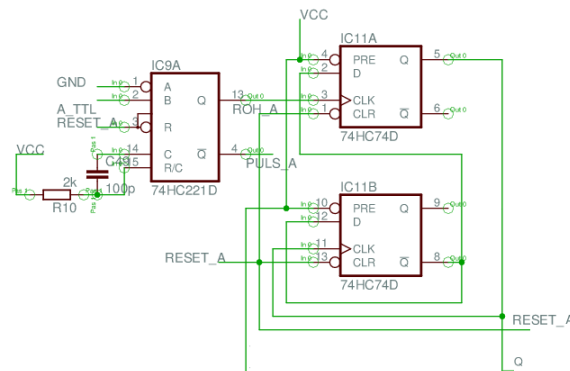 VCC
IC11A
IC9A
4
PRE
Q
5
2
D
GND
1
A
2
B
Q
13
ROH_A
3
CLK
A_TTL
RESET_A
3
R
1
CLR
Q
6
74HC74D
14
C
Q
4
PULS_A
VCC
C49
15
R/C
100p
74HC221D
2k
R10
IC11B
10
PRE
Q
9
12
D
11
CLK
RESET_A
13
CLR
Q
8
74HC74D
RESET_A
Q